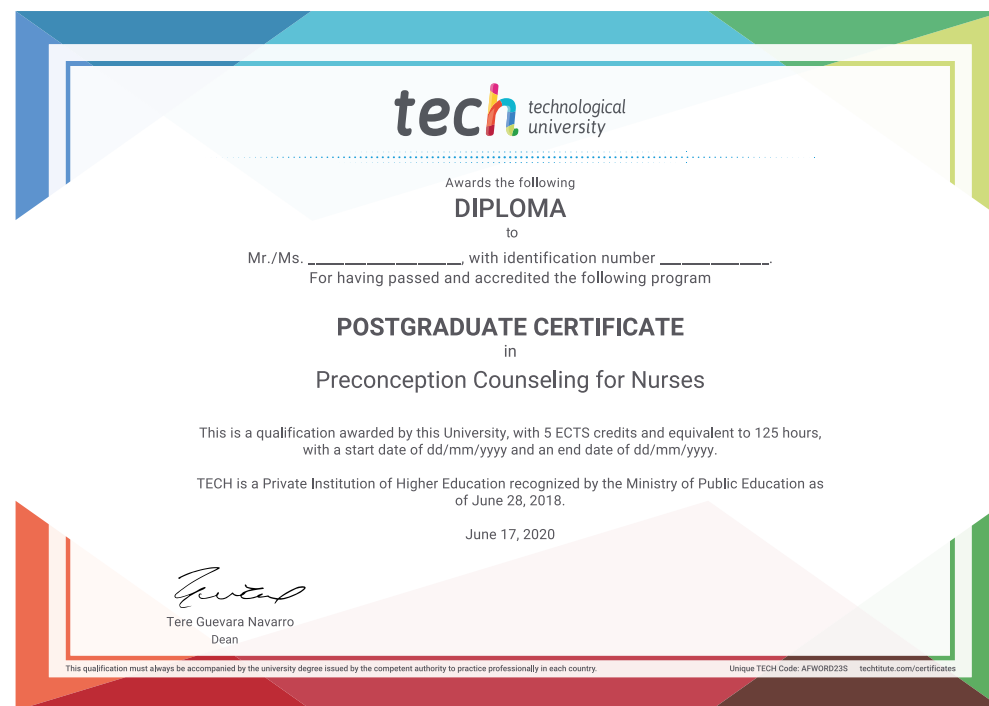 tech technological
university
Awards the following
DIPLOMA
to
Mr./Ms. ____________________, with identification number ______________.
For having passed and accredited the following program
POSTGRADUATE CERTIFICATE
in
Preconception Counseling for Nurses
This is a qualification awarded by this University, with 5 ECTS credits and equivalent to 125 hours,
with a start date of dd/mm/yyyy and an end date of dd/mm/yyyy.
TECH is a Private Institution of Higher Education recognized by the Ministry of Public Education as
of June 28, 2018.
June 17, 2020
Tere Guevara Navarro
Dean
This qualification must always be accompanied by the university degree issued by the competent authority to practice professionally in each country. Unique TECH Code: AFWORD23S techtitute.com/certificates